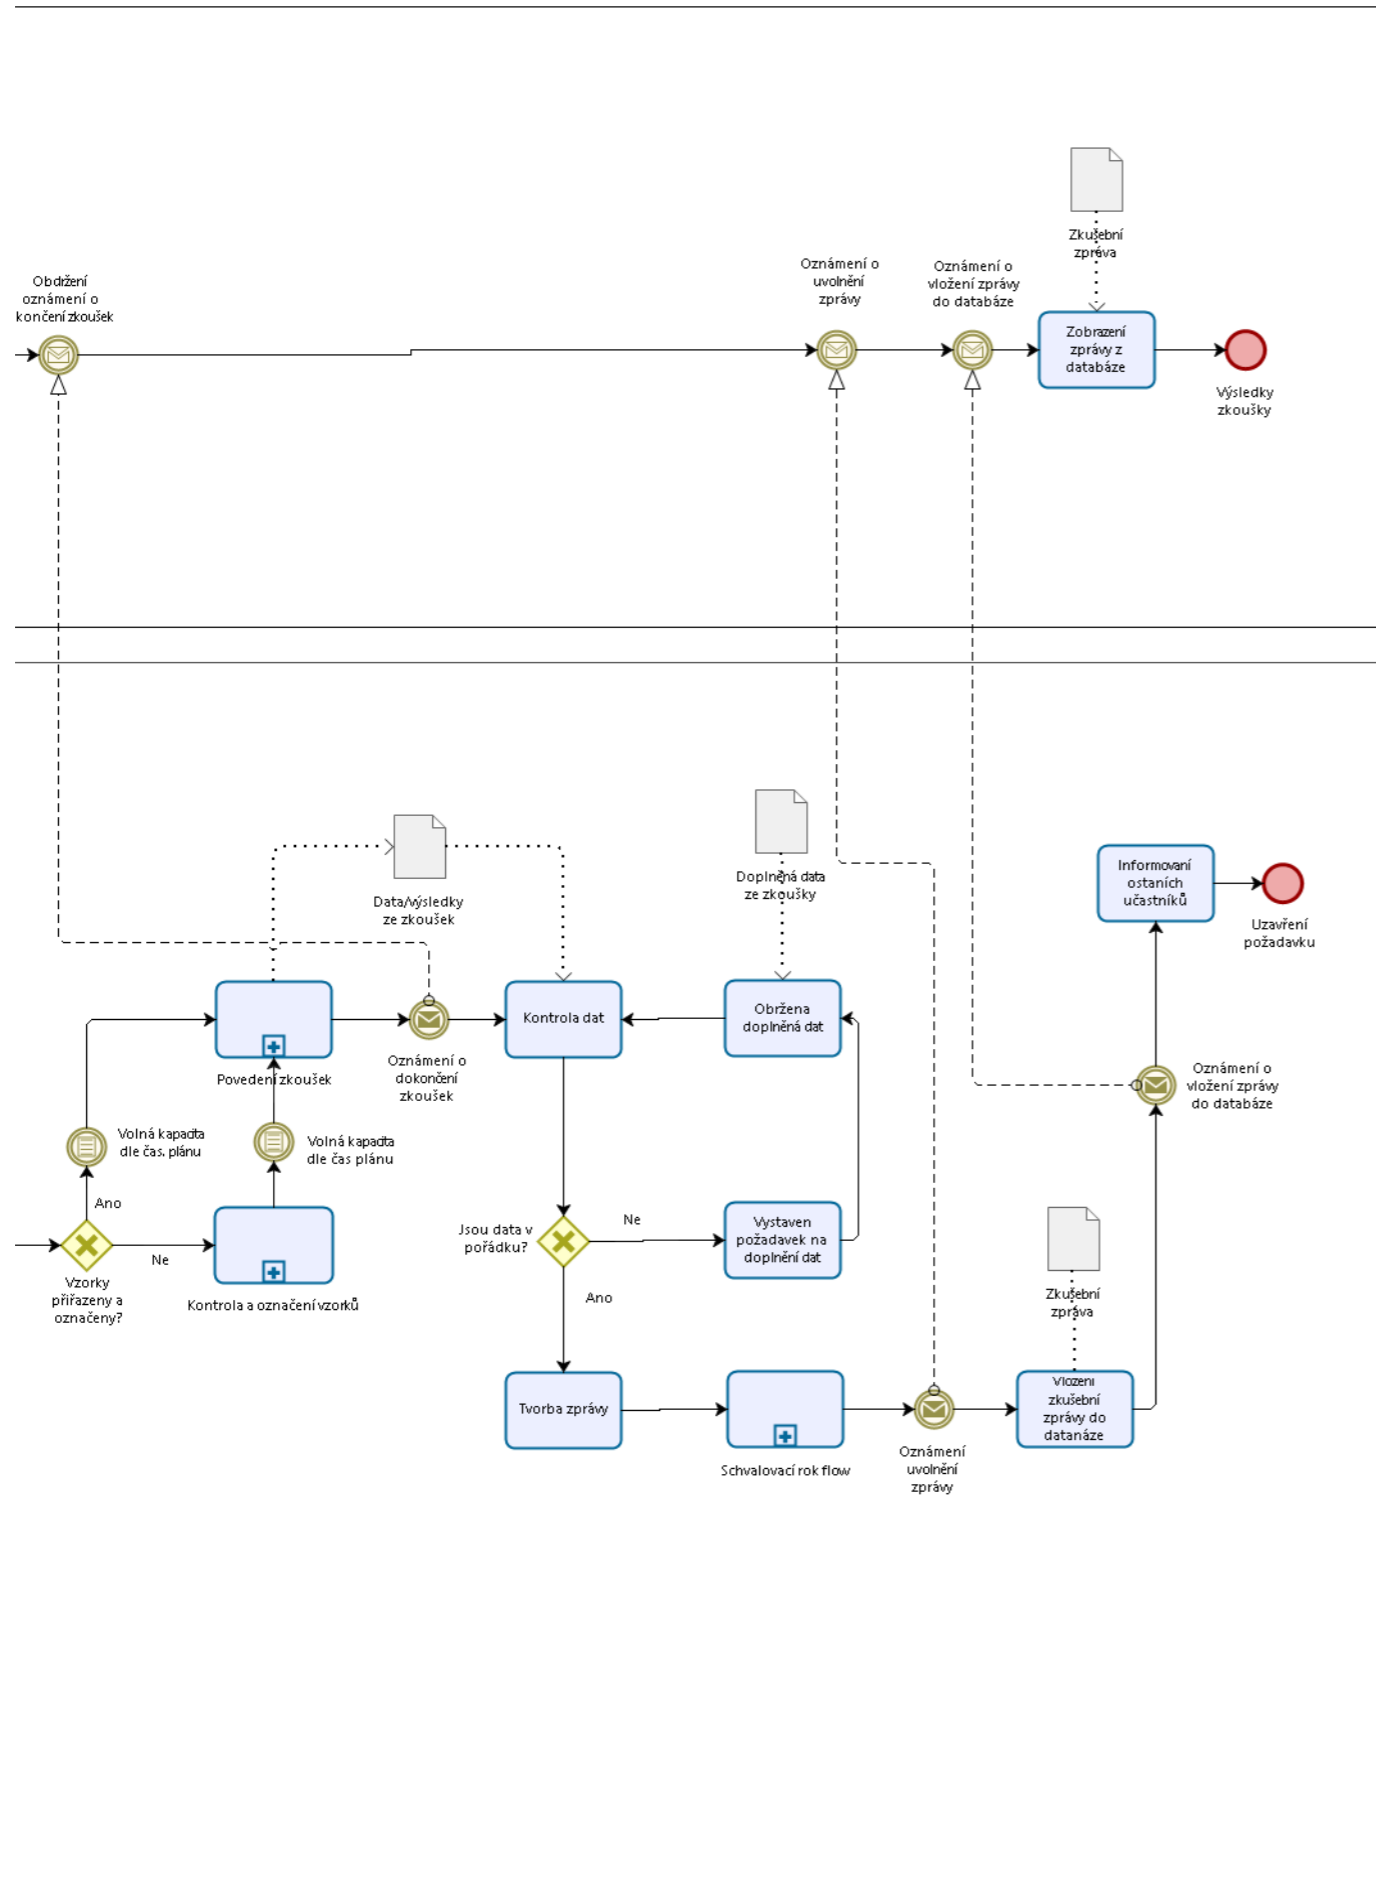 Zkušební
zpráva
Oznámení o
uvolnění
zprávy
Oznámení o
vložení zprávy
do databáze
Obdržení
oznámení o
končení zkoušek
Zobrazení
zprávy z
databáze
Výsledky
zkoušky
Data/výsledky
ze zkoušek
Doplněná data
ze zkoušky
Informovaní
ostaních
učastníků
Uzavření
požadavku
Kontrola dat
Obržena
doplněná dat
Povedení zkoušek
Oznámení o
dokončení
zkoušek
Oznámení o
vložení zprávy
do databáze
Volná kapacita
dle čas. plánu
Volná kapacita
dle čas plánu
Ano
Ne
Vzorky
přiřazeny a
označeny?
Kontrola a označení vzorků
Jsou data v
pořádku?
Ne
Vystaven
požadavek na
doplnění dat
Ano
Zkušební
zpráva
Tvorba zprávy
Schvalovací rok flow
Oznámení
uvolnění
zprávy
Vložení
zkušební
zprávy do
datanáze